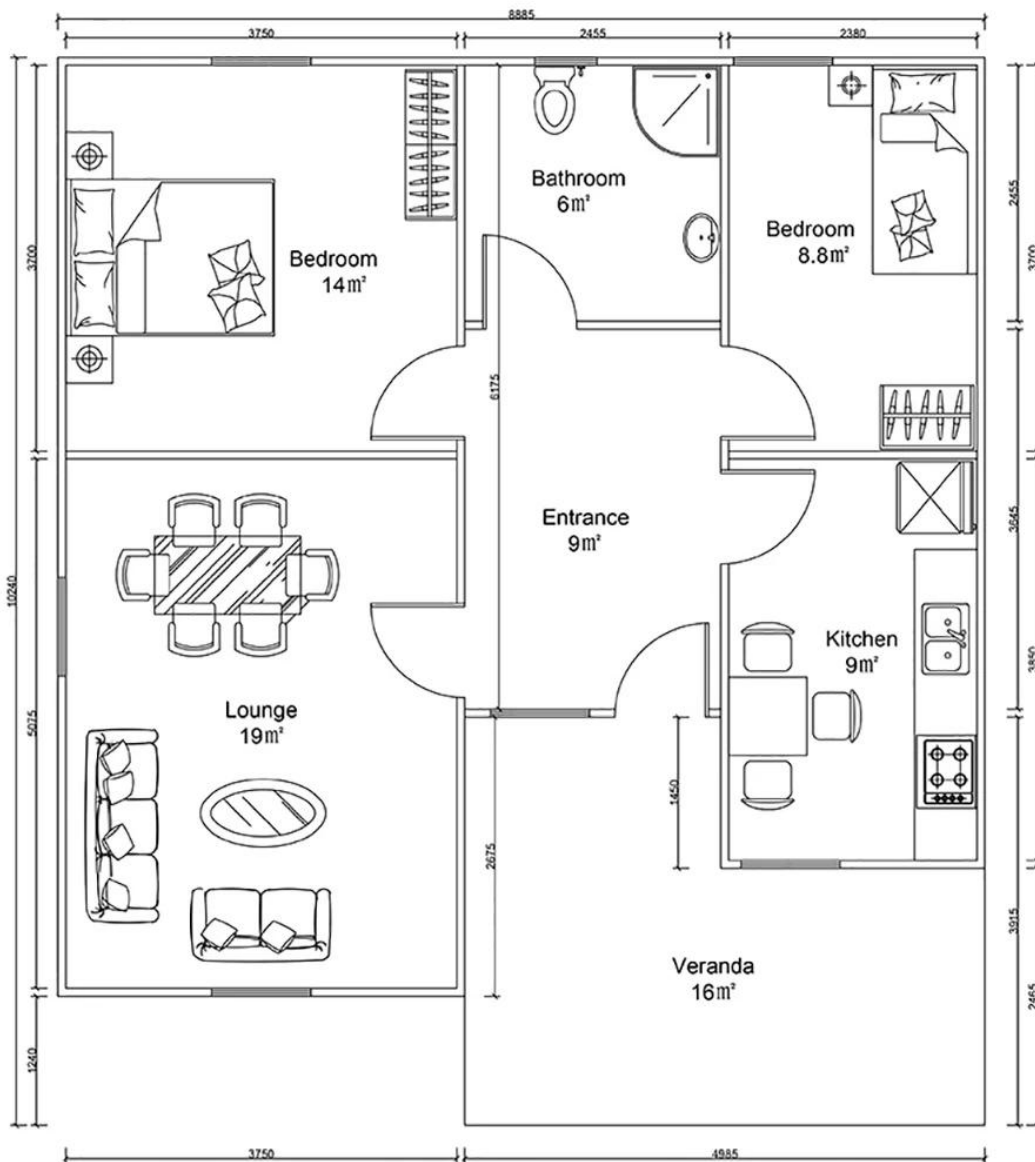 8885
3750
2455
2380
Bathroom
6m²
Bedroom
14m²
Bedroom
8.8m²
3700
2455
3700
6175
Entrance
9m²
3645
10240
Kitchen
9m²
3850
Lounge
19m²
5075
1450
2675
Veranda
16m²
3915
2465
1240
3750
4985